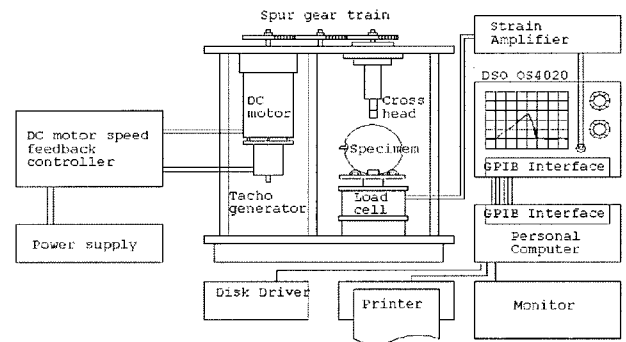 Spur gear train
Strain
Amplifier
DSO OS4020
DC
motor
Cross
head
DC motor speed
feedback
controller
Specimem
GPIB Interface
Tacho
generator
Load
cell
GPIB Interface
Power supply
Personal
Computer
Disk Driver
Printer
Monitor